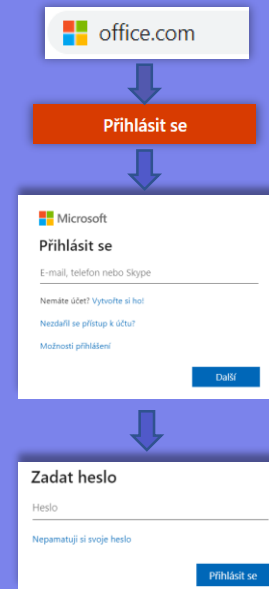 office.com
Přihlásit se
Microsoft
Přihlásit se
E-mail, telefon nebo Skype
Nemáte účet? Vytvořte si ho!
Nezdařil se přístup k účtu?
Možnosti přihlášení
Další
Zadat heslo
Heslo
Nepamatuji si svoje heslo
Přihlásit se